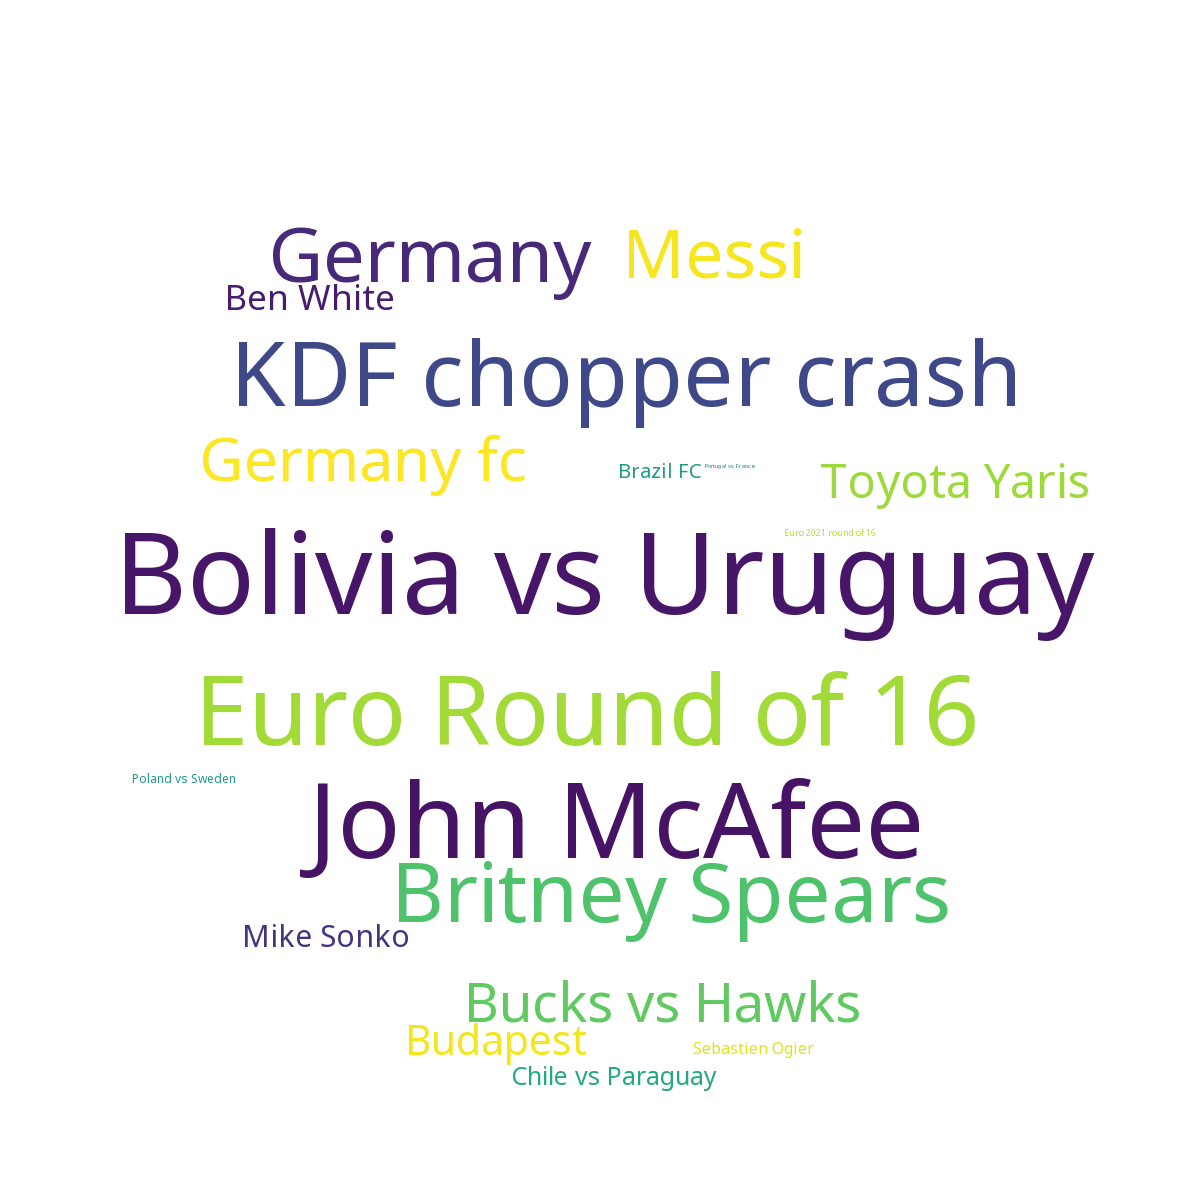 Germany
Messi
Ben White
KDF chopper crash
Germany fc
Brazil FC
Portugal vs France
Toyota Yaris
Euro 2021 round of 16
Bolivia vs Uruguay
Euro Round of 16
Poland vs Sweden
John McAfee
Britney Spears
Mike Sonko
Bucks vs Hawks
Budapest
Sebastien Ogier
Chile vs Paraguay